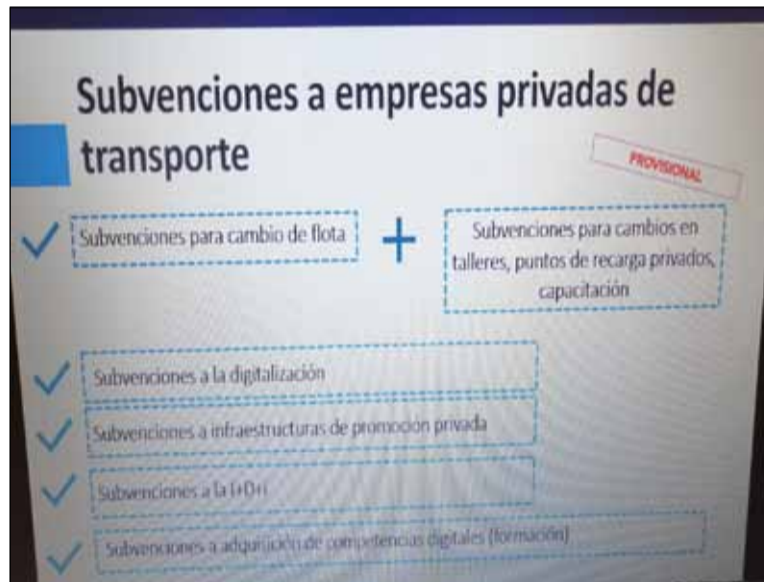 Subvenciones a empresas privadas de
transporte
PROVISIONAL
Subvenciones para cambio de flota
+
Subvenciones para cambios en
talleres, puntos de recarga privados,
capacitación
Subvenciones a la digitalización
Subvenciones a infraestructuras de promoción privada
Subvenciones a la I+D+i
Subvenciones a adquisición de competencias digitales (formación)